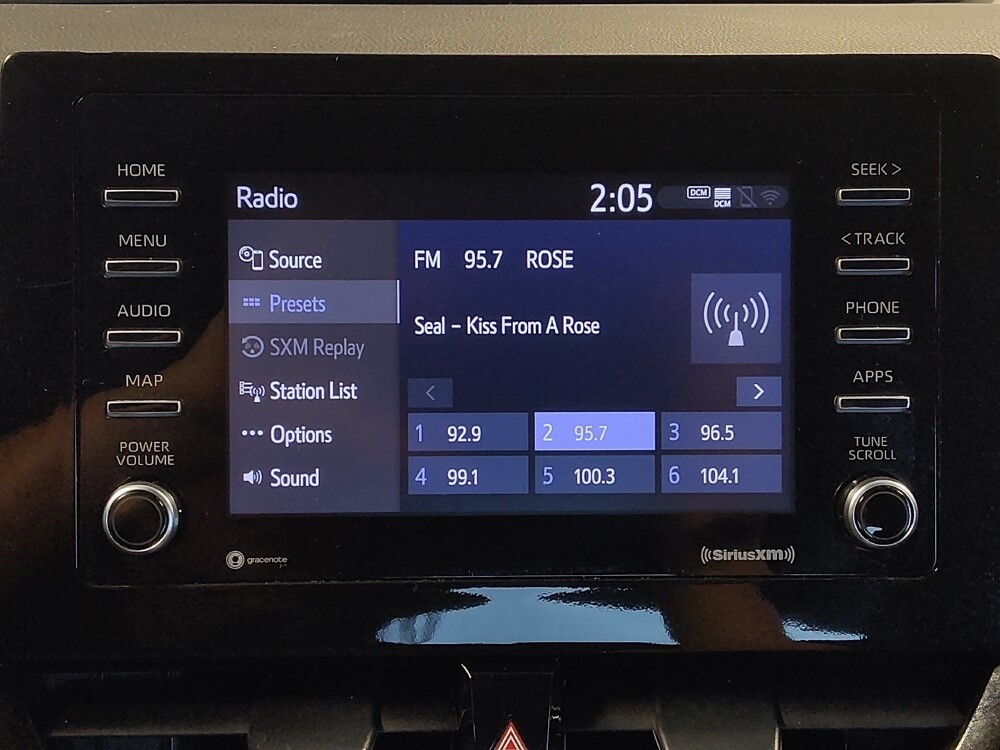 HOME
MENU
AUDIO
MAP
POWER
VOLUME
Radio 2:05 DCM DCM
Source
Presets
SXM Replay
Station List
Options
Sound
FM 95.7 ROSE
Seal – Kiss From A Rose
< >
1 92.9 2 95.7 3 96.5
4 99.1 5 100.3 6 104.1
SEEK >
< TRACK
PHONE
APPS
TUNE
SCROLL
gracenote
SiriusXM